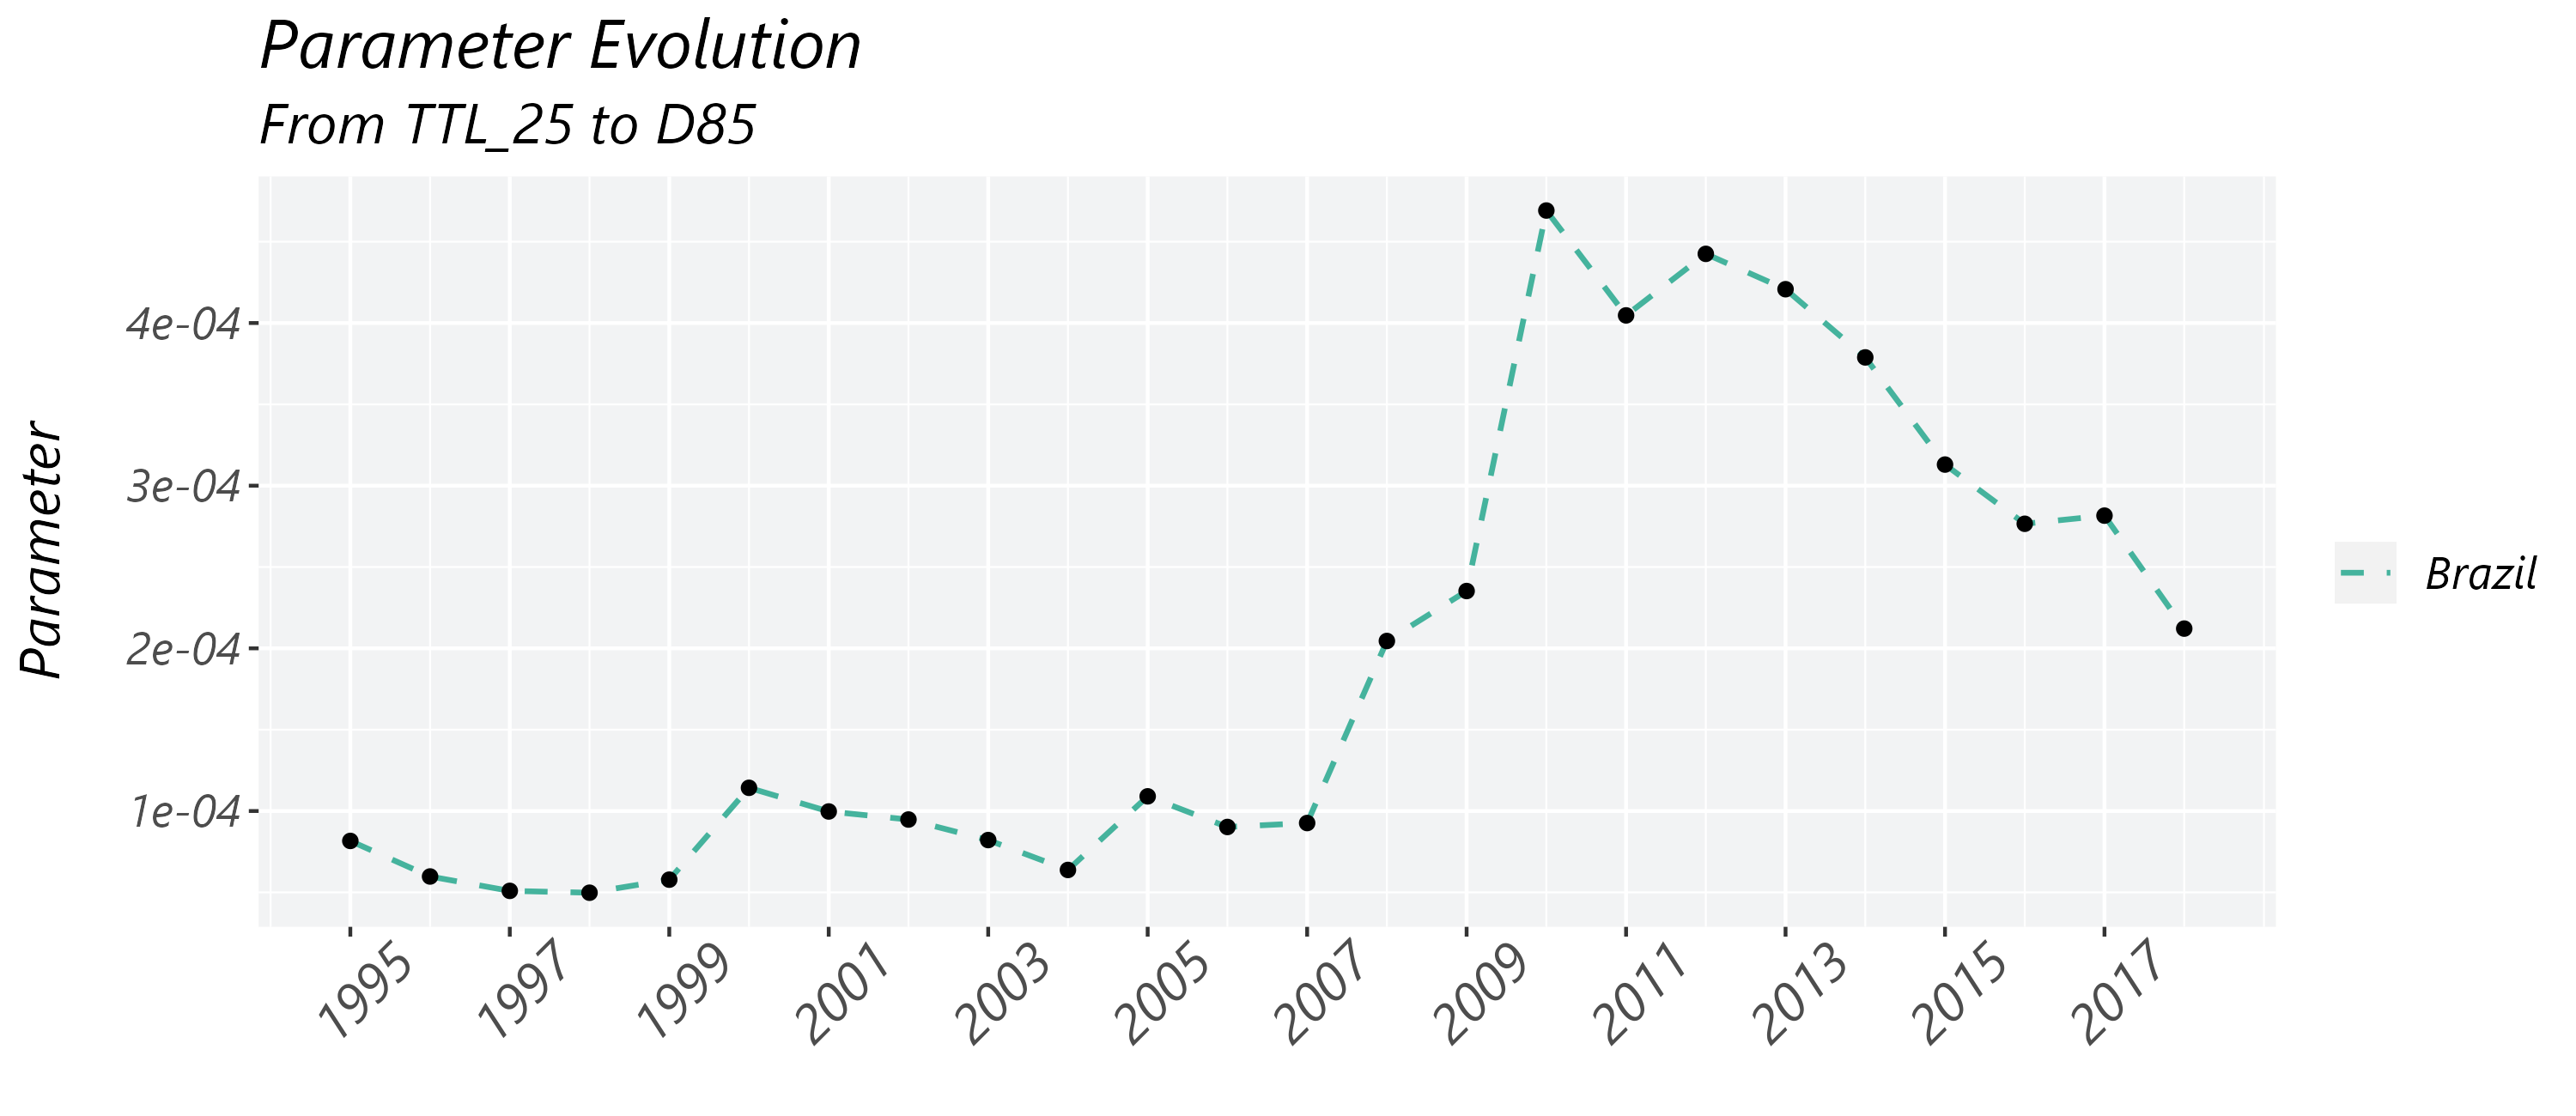 Parameter Evolution
From TTL_25 to D85
Parameter
4e-04
3e-04
2e-04
1e-04
1995
1997
1999
2001
2003
2005
2007
2009
2011
2013
2015
2017
Brazil